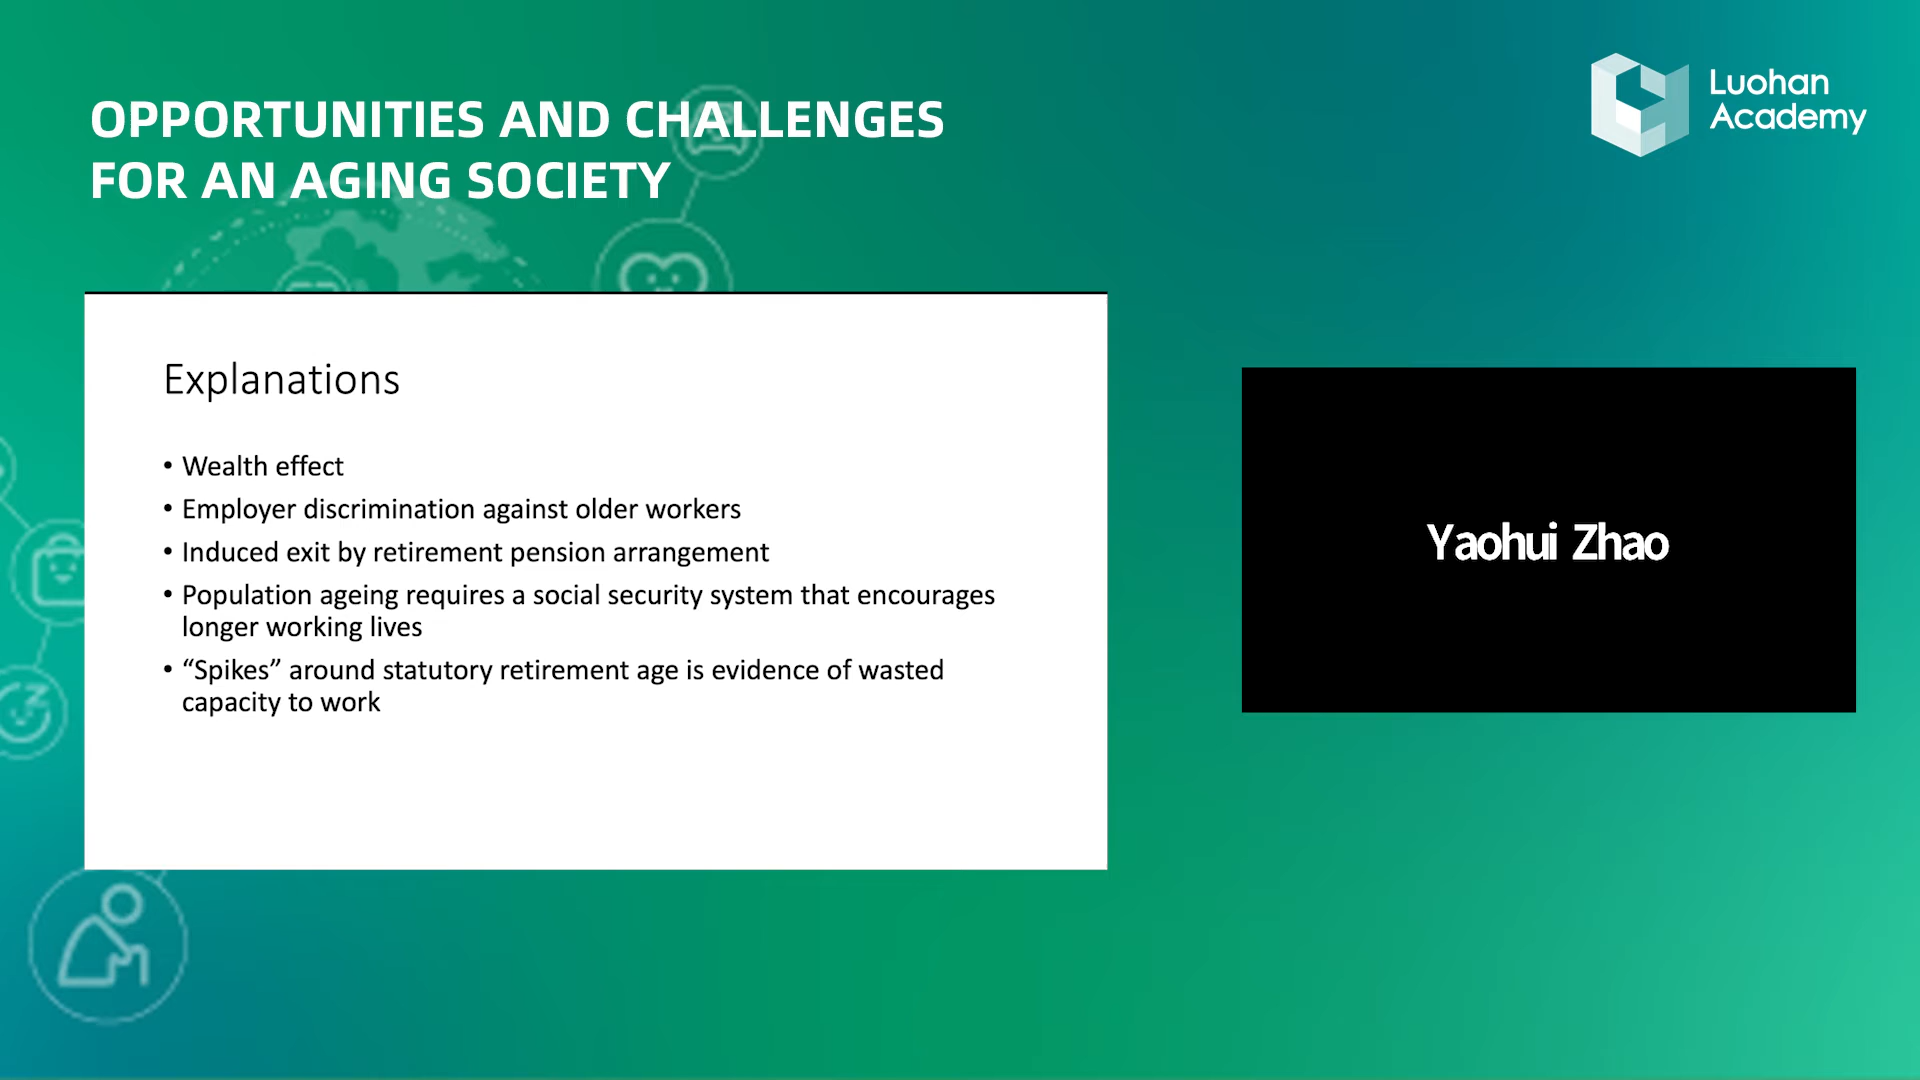 OPPORTUNITIES AND CHALLENGES
FOR AN AGING SOCIETY
Luohan
Academy
Explanations
• Wealth effect
• Employer discrimination against older workers
• Induced exit by retirement pension arrangement
• Population ageing requires a social security system that encourages
longer working lives
• “Spikes” around statutory retirement age is evidence of wasted
capacity to work
Yaohui Zhao